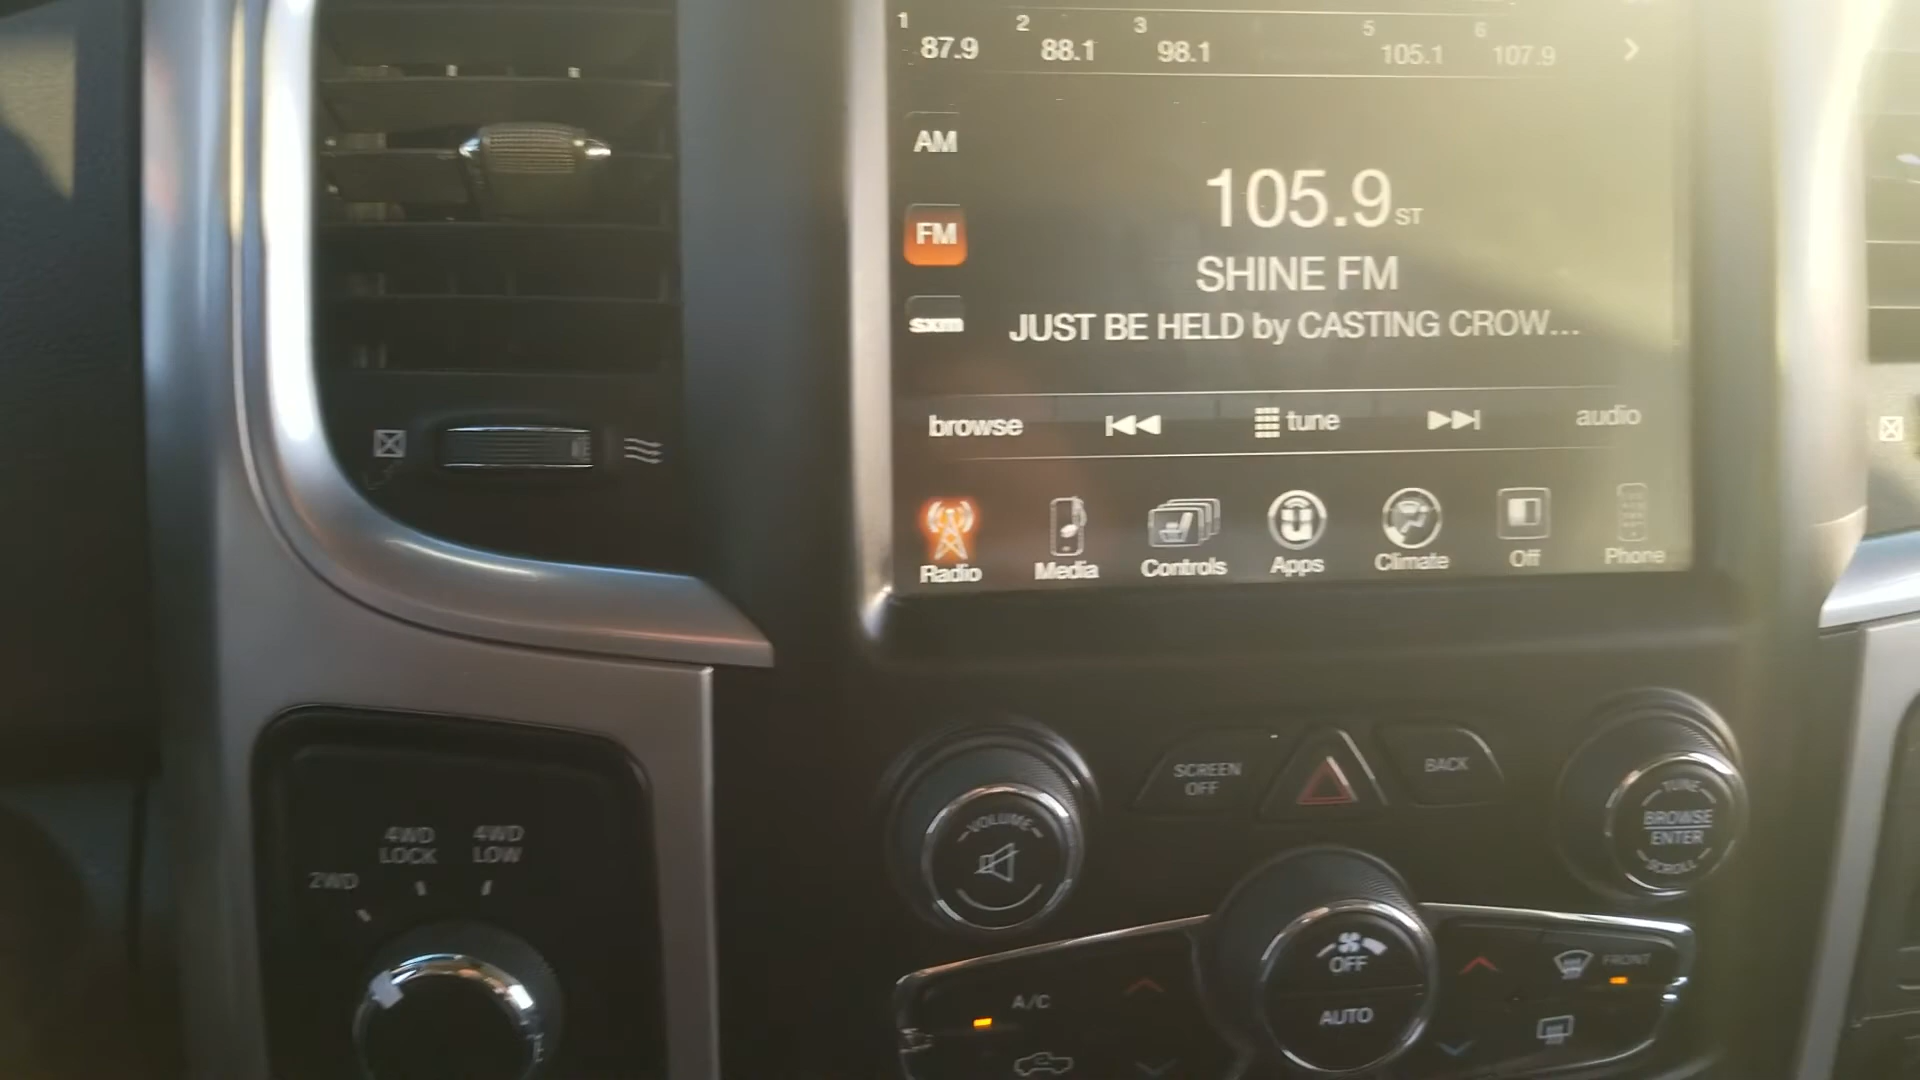 1 2 3 5 6
87.9 88.1 98.1 105.1 107.9
AM
105.9 ST
FM
SHINE FM
sxm
JUST BE HELD by CASTING CROW...
browse tune audio
Radio Media Controls Apps Climate Off Phone
SCREEN
OFF
BACK
VOLUME
TUNE
BROWSE
ENTER
SCROLL
4WD
LOCK
4WD
LOW
2WD
OFF
AUTO
A/C
FRONT